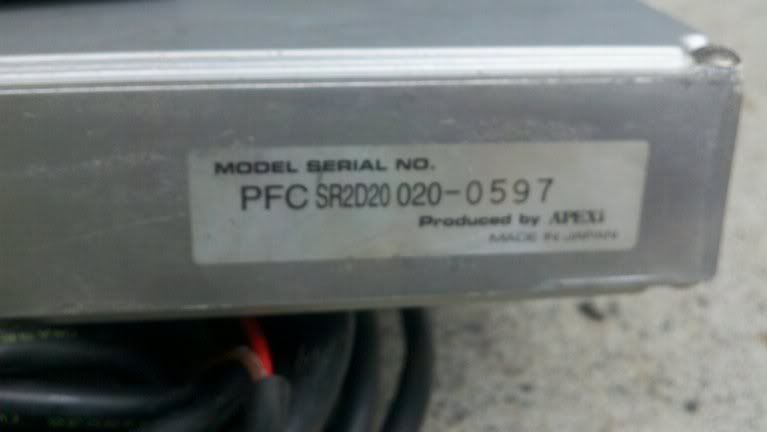 MODEL SERIAL NO.
PFC SR2D20 020-0597
Produced by APEXi
MADE IN JAPAN